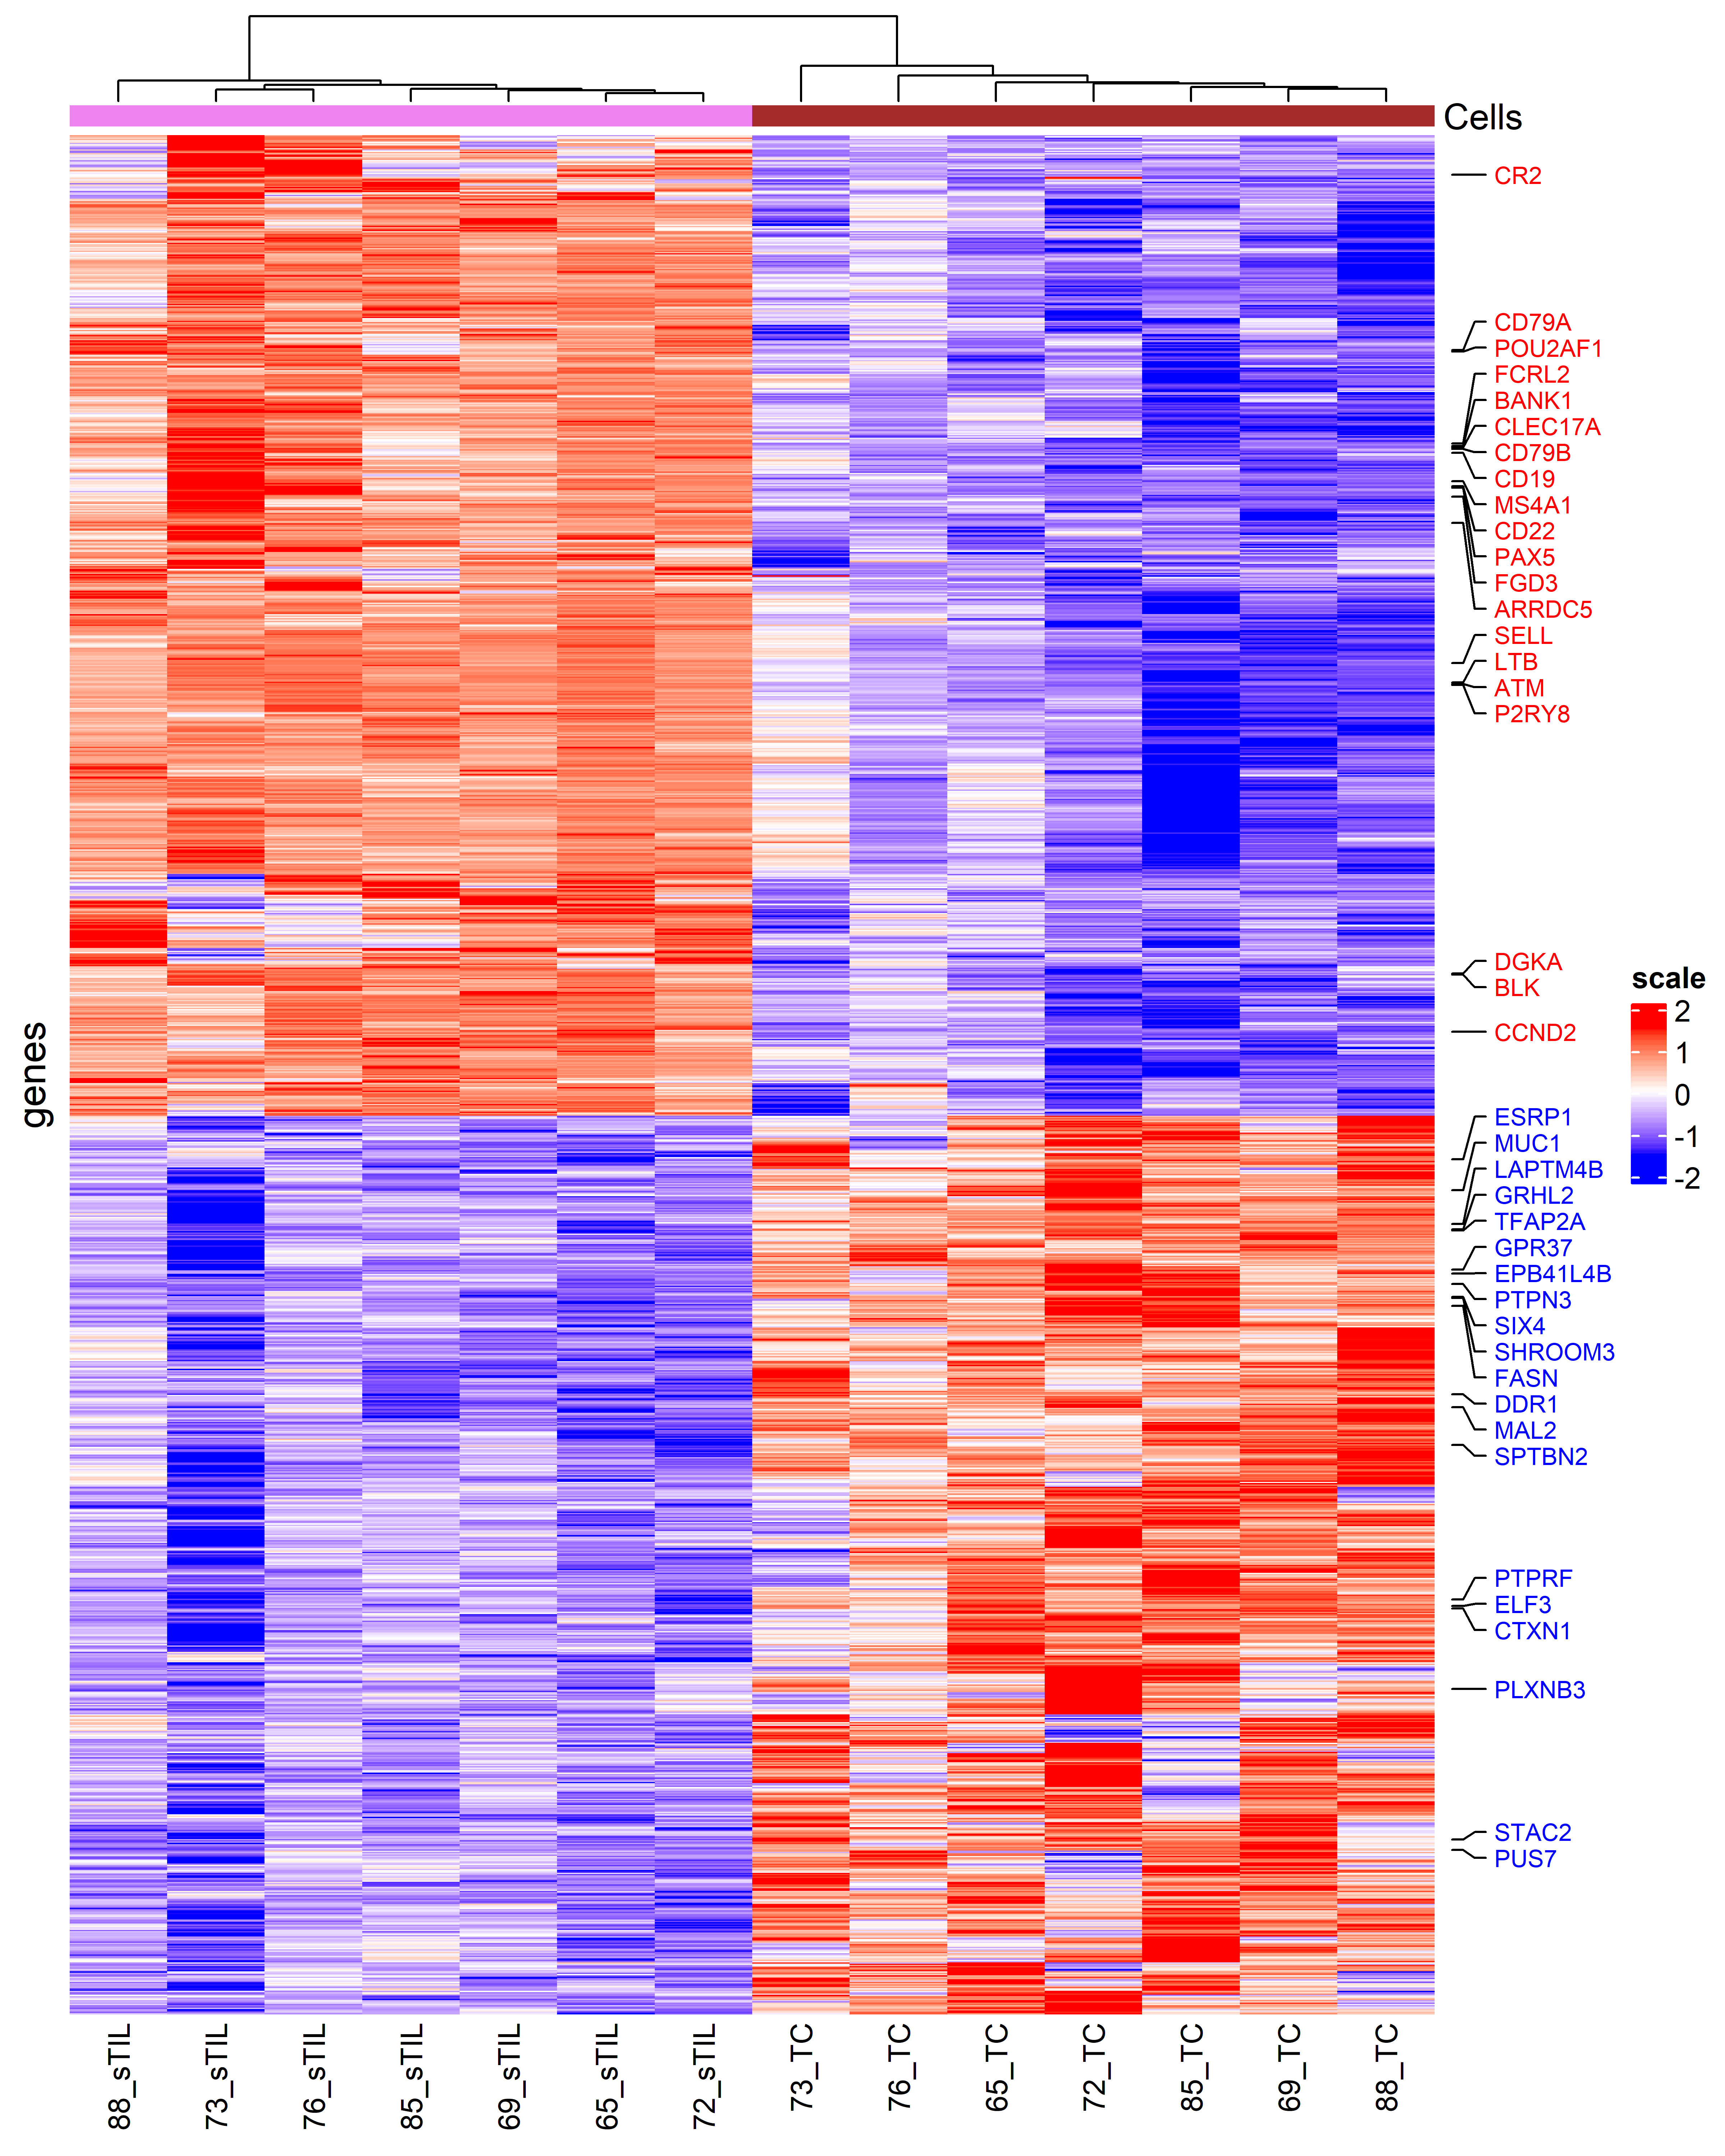 Cells
CR2
CD79A
POU2AF1
FCRL2
BANK1
CLEC17A
CD79B
CD19
MS4A1
CD22
PAX5
FGD3
ARRDC5
SELL
LTB
ATM
P2RY8
DGKA
BLK
CCND2
ESRP1
MUC1
LAPTM4B
GRHL2
TFAP2A
GPR37
EPB41L4B
PTPN3
SIX4
SHROOM3
FASN
DDR1
MAL2
SPTBN2
PTPRF
ELF3
CTXN1
PLXNB3
STAC2
PUS7
scale
2
1
0
-1
-2
genes
88_sTIL
73_sTIL
76_sTIL
85_sTIL
69_sTIL
65_sTIL
72_sTIL
73_TC
76_TC
65_TC
72_TC
85_TC
69_TC
88_TC